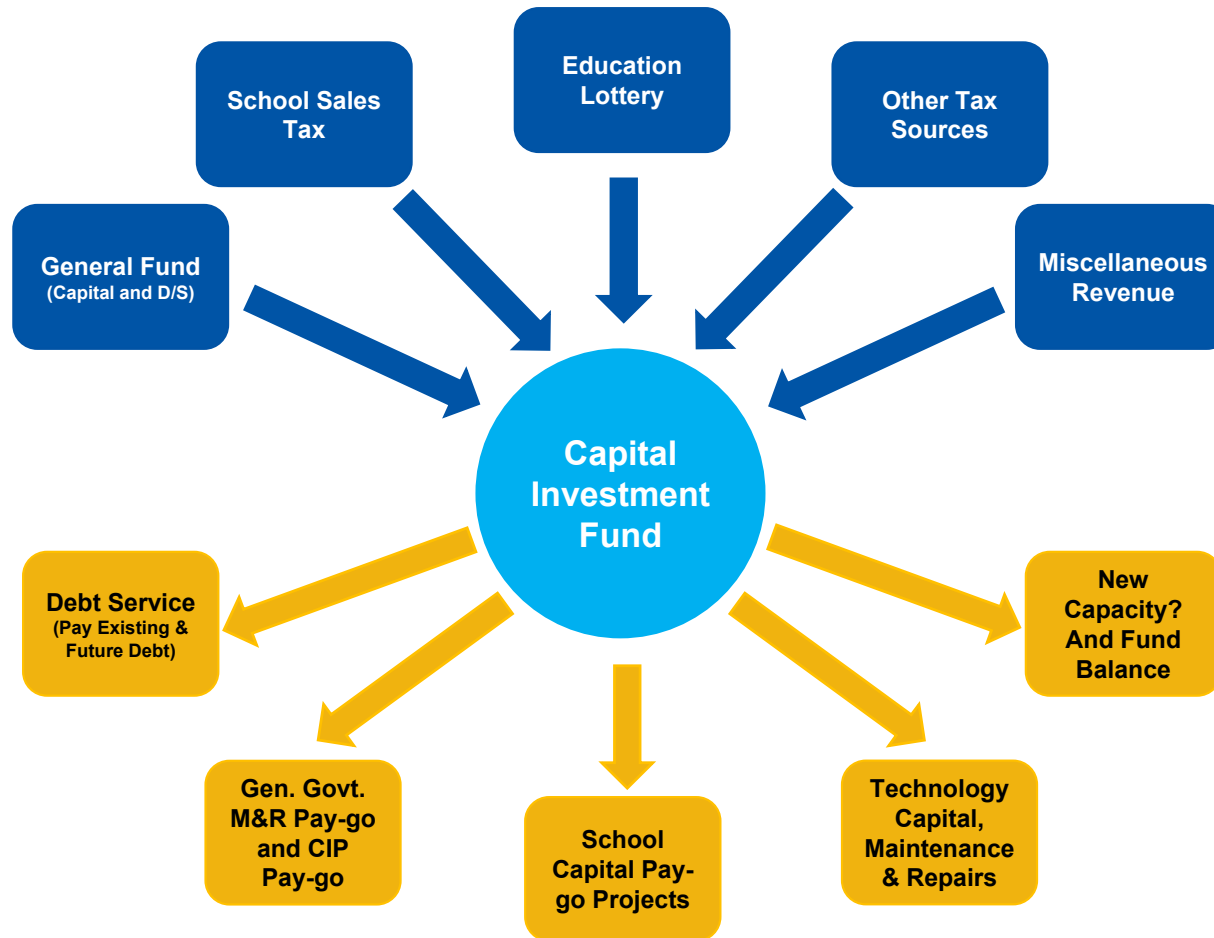 Education
Lottery
School Sales
Tax
Other Tax
Sources
General Fund
(Capital and D/S)
Miscellaneous
Revenue
Capital
Investment
Fund
Debt Service
(Pay Existing &
Future Debt)
New
Capacity?
And Fund
Balance
Gen. Govt.
M&R Pay-go
and CIP
Pay-go
School
Capital Pay-
go Projects
Technology
Capital,
Maintenance
& Repairs